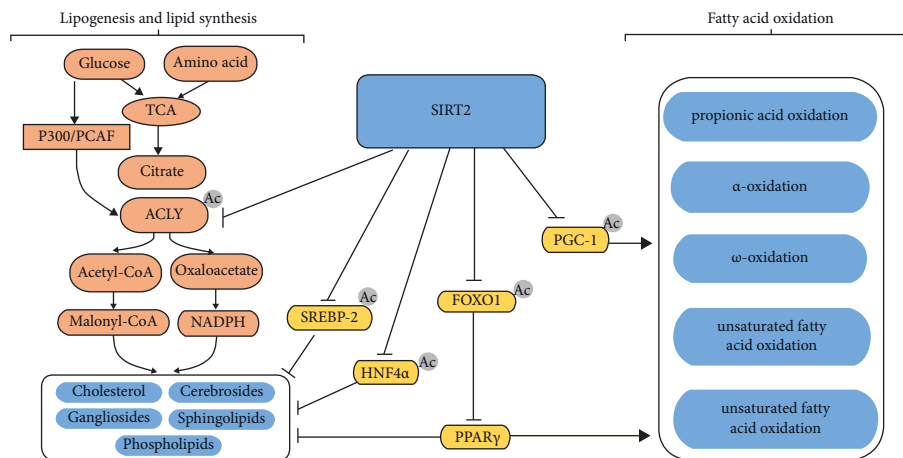 Lipogenesis and lipid synthesis
Fatty acid oxidation
Glucose
Amino acid
TCA
P300/PCAF
Citrate
Ac
ACLY
Acetyl-CoA
Oxaloacetate
Malonyl-CoA
NADPH
Cholesterol
Cerebrosides
Gangliosides
Sphingolipids
Phospholipids
SIRT2
Ac
SREBP-2
Ac
HNF4α
Ac
FOXO1
PPARγ
Ac
PGC-1
propionic acid oxidation
α-oxidation
ω-oxidation
unsaturated fatty
acid oxidation
unsaturated fatty
acid oxidation